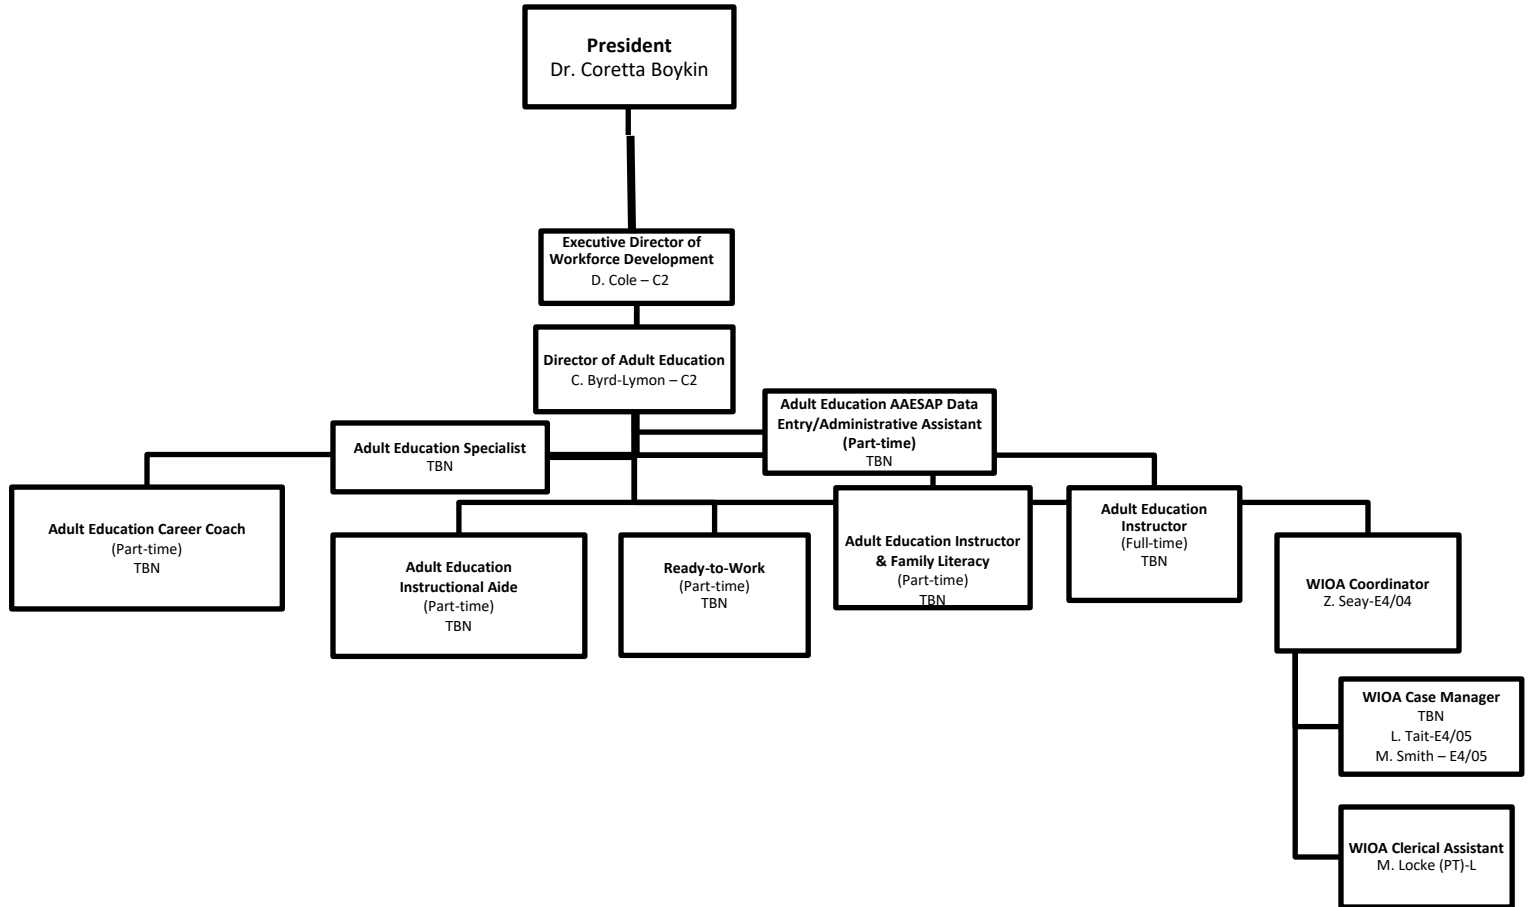 President
Dr. Coretta Boykin
Executive Director of
Workforce Development
D. Cole – C2
Director of Adult Education
C. Byrd-Lymon – C2
Adult Education AAESAP Data
Entry/Administrative Assistant
(Part-time)
TBN
Adult Education Specialist
TBN
Adult Education Career Coach
(Part-time)
TBN
Adult Education
Instructional Aide
(Part-time)
TBN
Ready-to-Work
(Part-time)
TBN
Adult Education Instructor
& Family Literacy
(Part-time)
TBN
Adult Education
Instructor
(Full-time)
TBN
WIOA Coordinator
Z. Seay-E4/04
WIOA Case Manager
TBN
L. Tait-E4/05
M. Smith – E4/05
WIOA Clerical Assistant
M. Locke (PT)-L